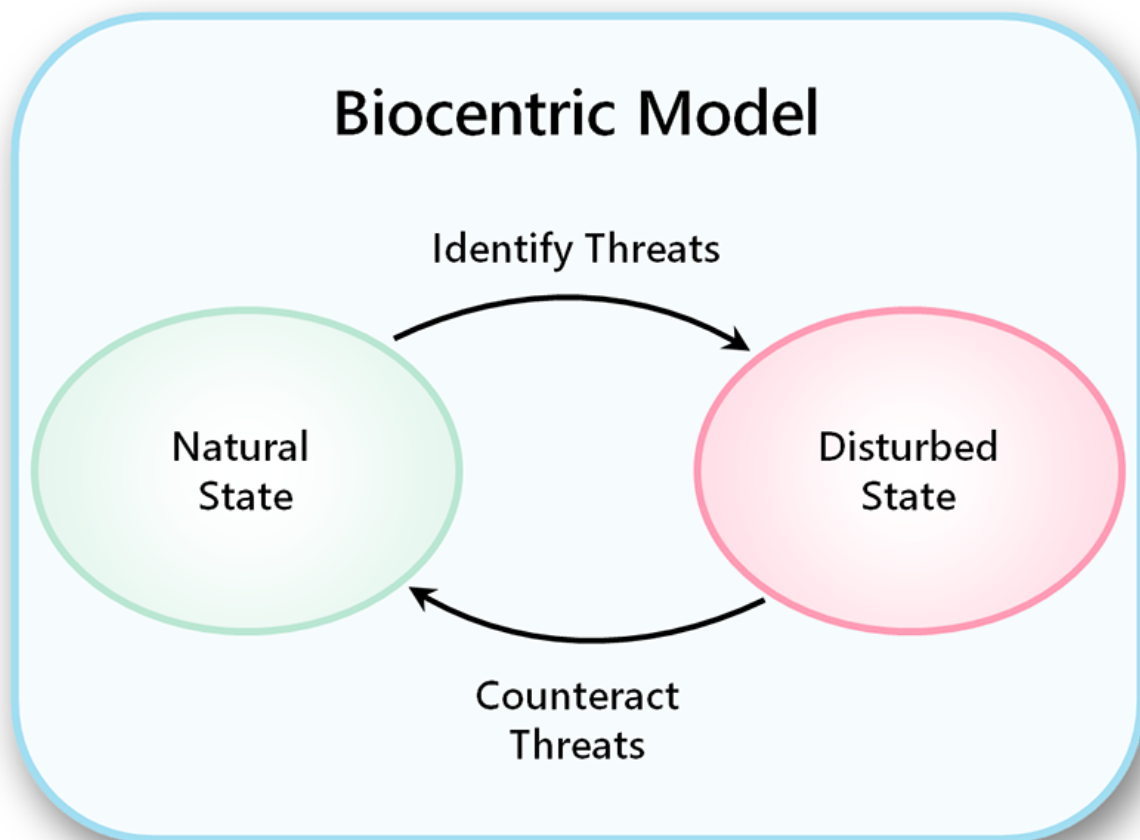 Biocentric Model
Identify Threats
Natural
State
Disturbed
State
Counteract
Threats